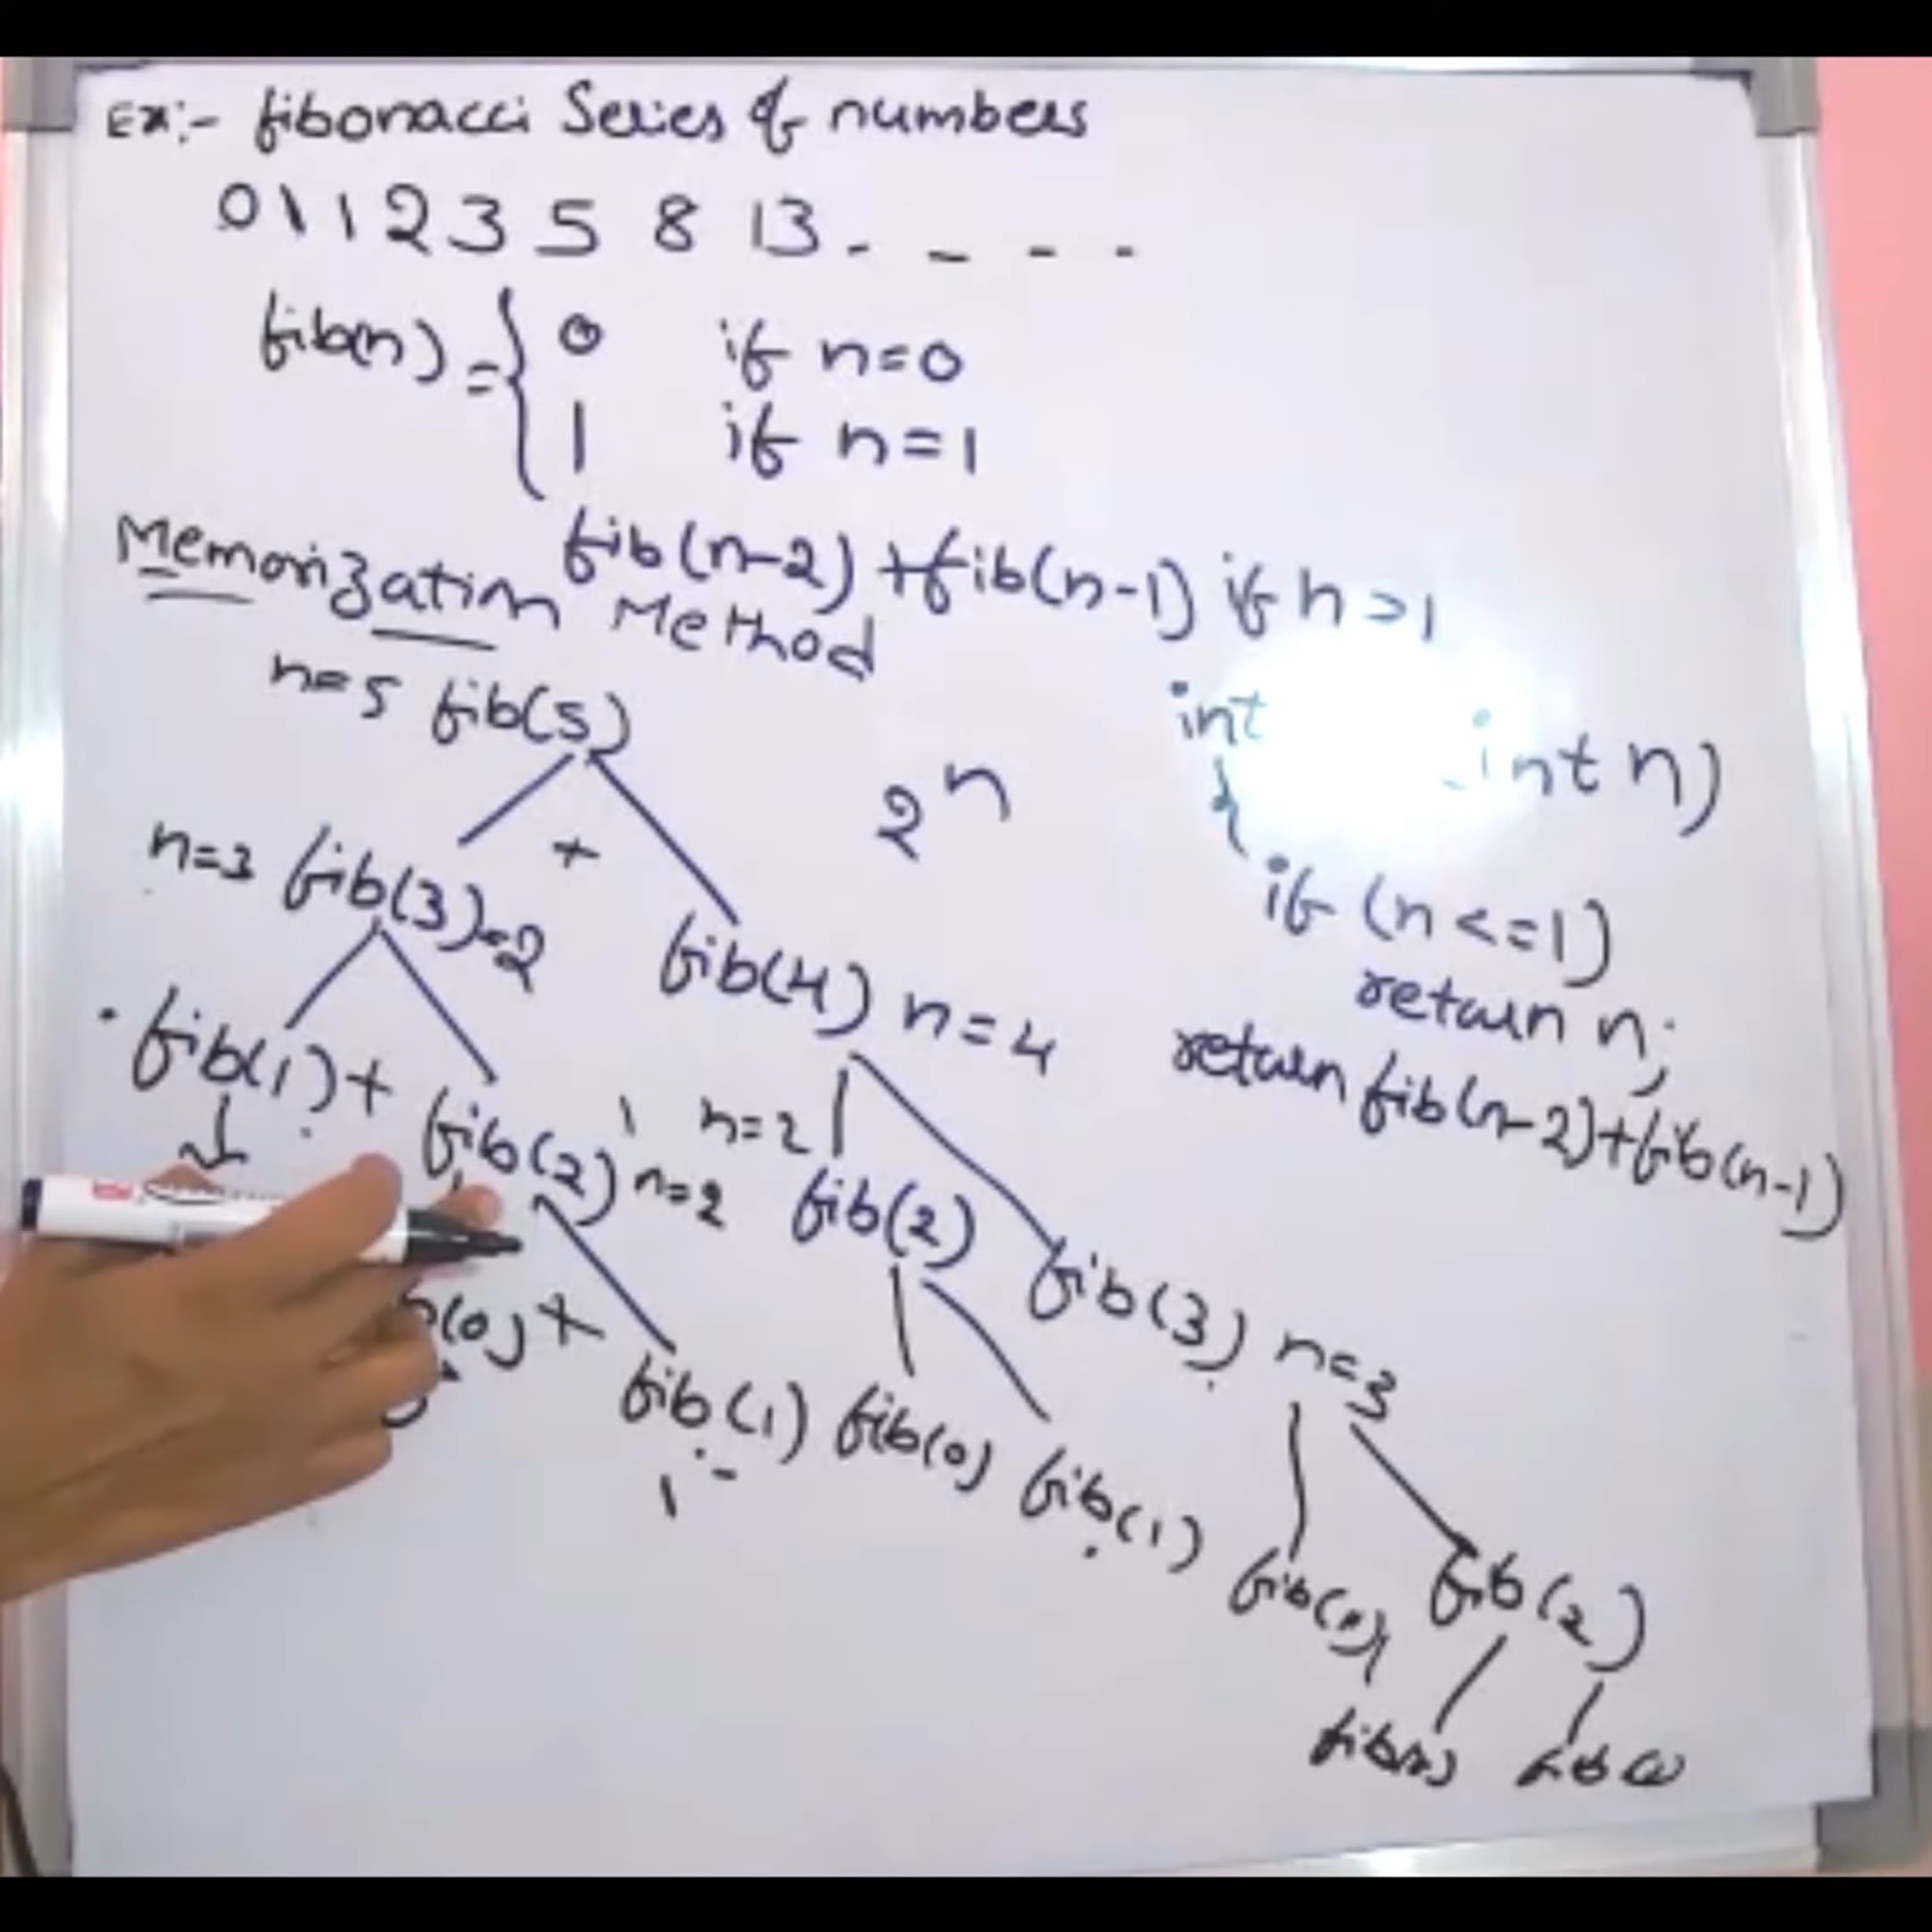 Ex:- fibonacci Series of numbers
0 1 1 2 3 5 8 13 - - - -
fib(n) = { 0 if n=0
1 if n=1
fib(n-2)+fib(n-1) if n>1
Memorization Method
n=5 fib(5)
2^n
n=3 fib(3)=2 +
fib(4) n=4
fib(1)+ fib(2) 1 n=2
n=2 fib(2) fib(3) n=3
(0) + fib(1) fib(0) fib(1)
1
fib(2)
int int n)
{
if (n<=1)
return n;
return fib(n-2)+fib(n-1)